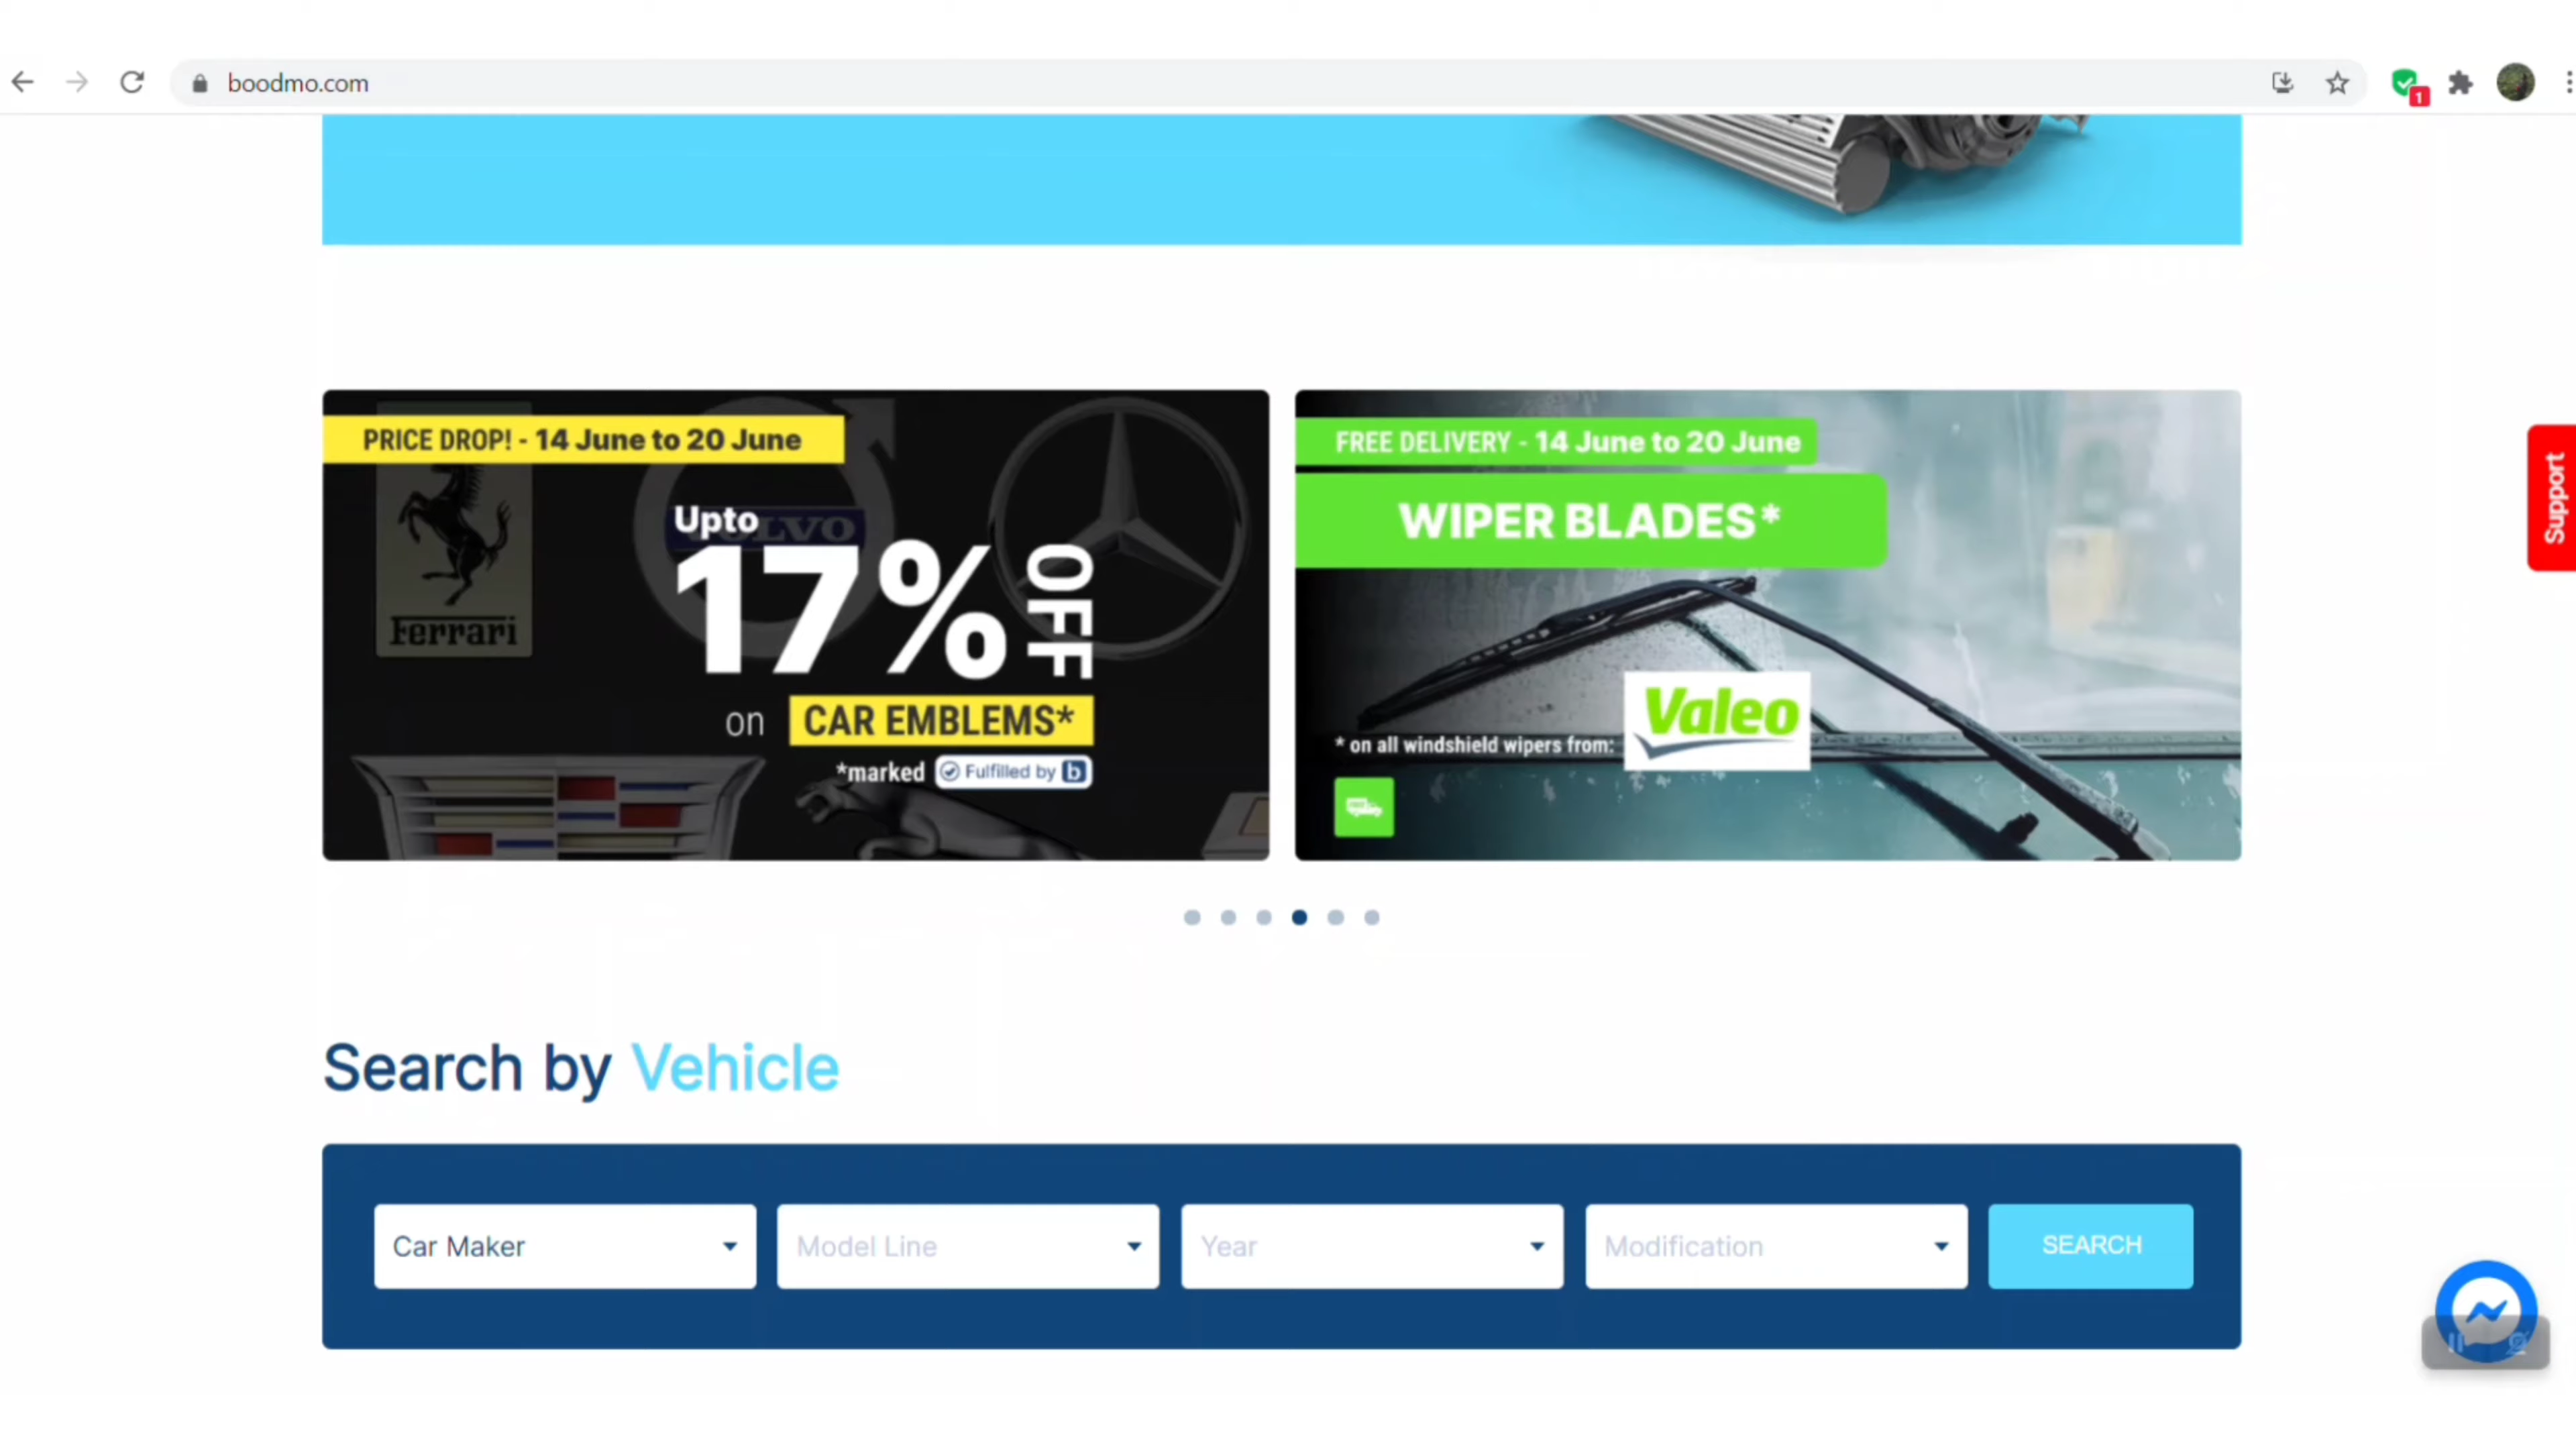 boodmo.com
1
PRICE DROP! - 14 June to 20 June
Ferrari
VOLVO
Upto
17% OFF
on CAR EMBLEMS*
*marked Fulfilled by b
FREE DELIVERY - 14 June to 20 June
WIPER BLADES*
* on all windshield wipers from: Valeo
Support
Search by Vehicle
Car Maker
Model Line
Year
Modification
SEARCH